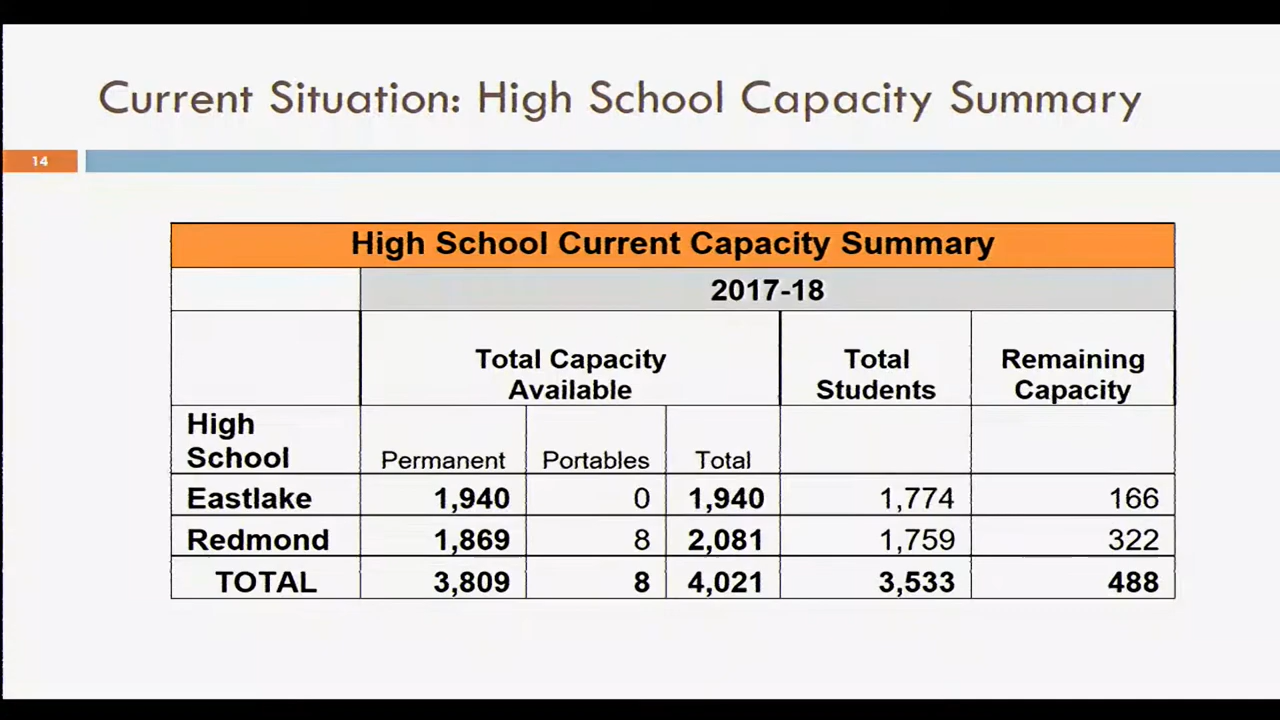 Current Situation: High School Capacity Summary
14
High School Current Capacity Summary
2017-18
Total Capacity Available
Total Students
Remaining Capacity
High School
Permanent
Portables
Total
Eastlake 1,940 0 1,940 1,774 166
Redmond 1,869 8 2,081 1,759 322
TOTAL 3,809 8 4,021 3,533 488